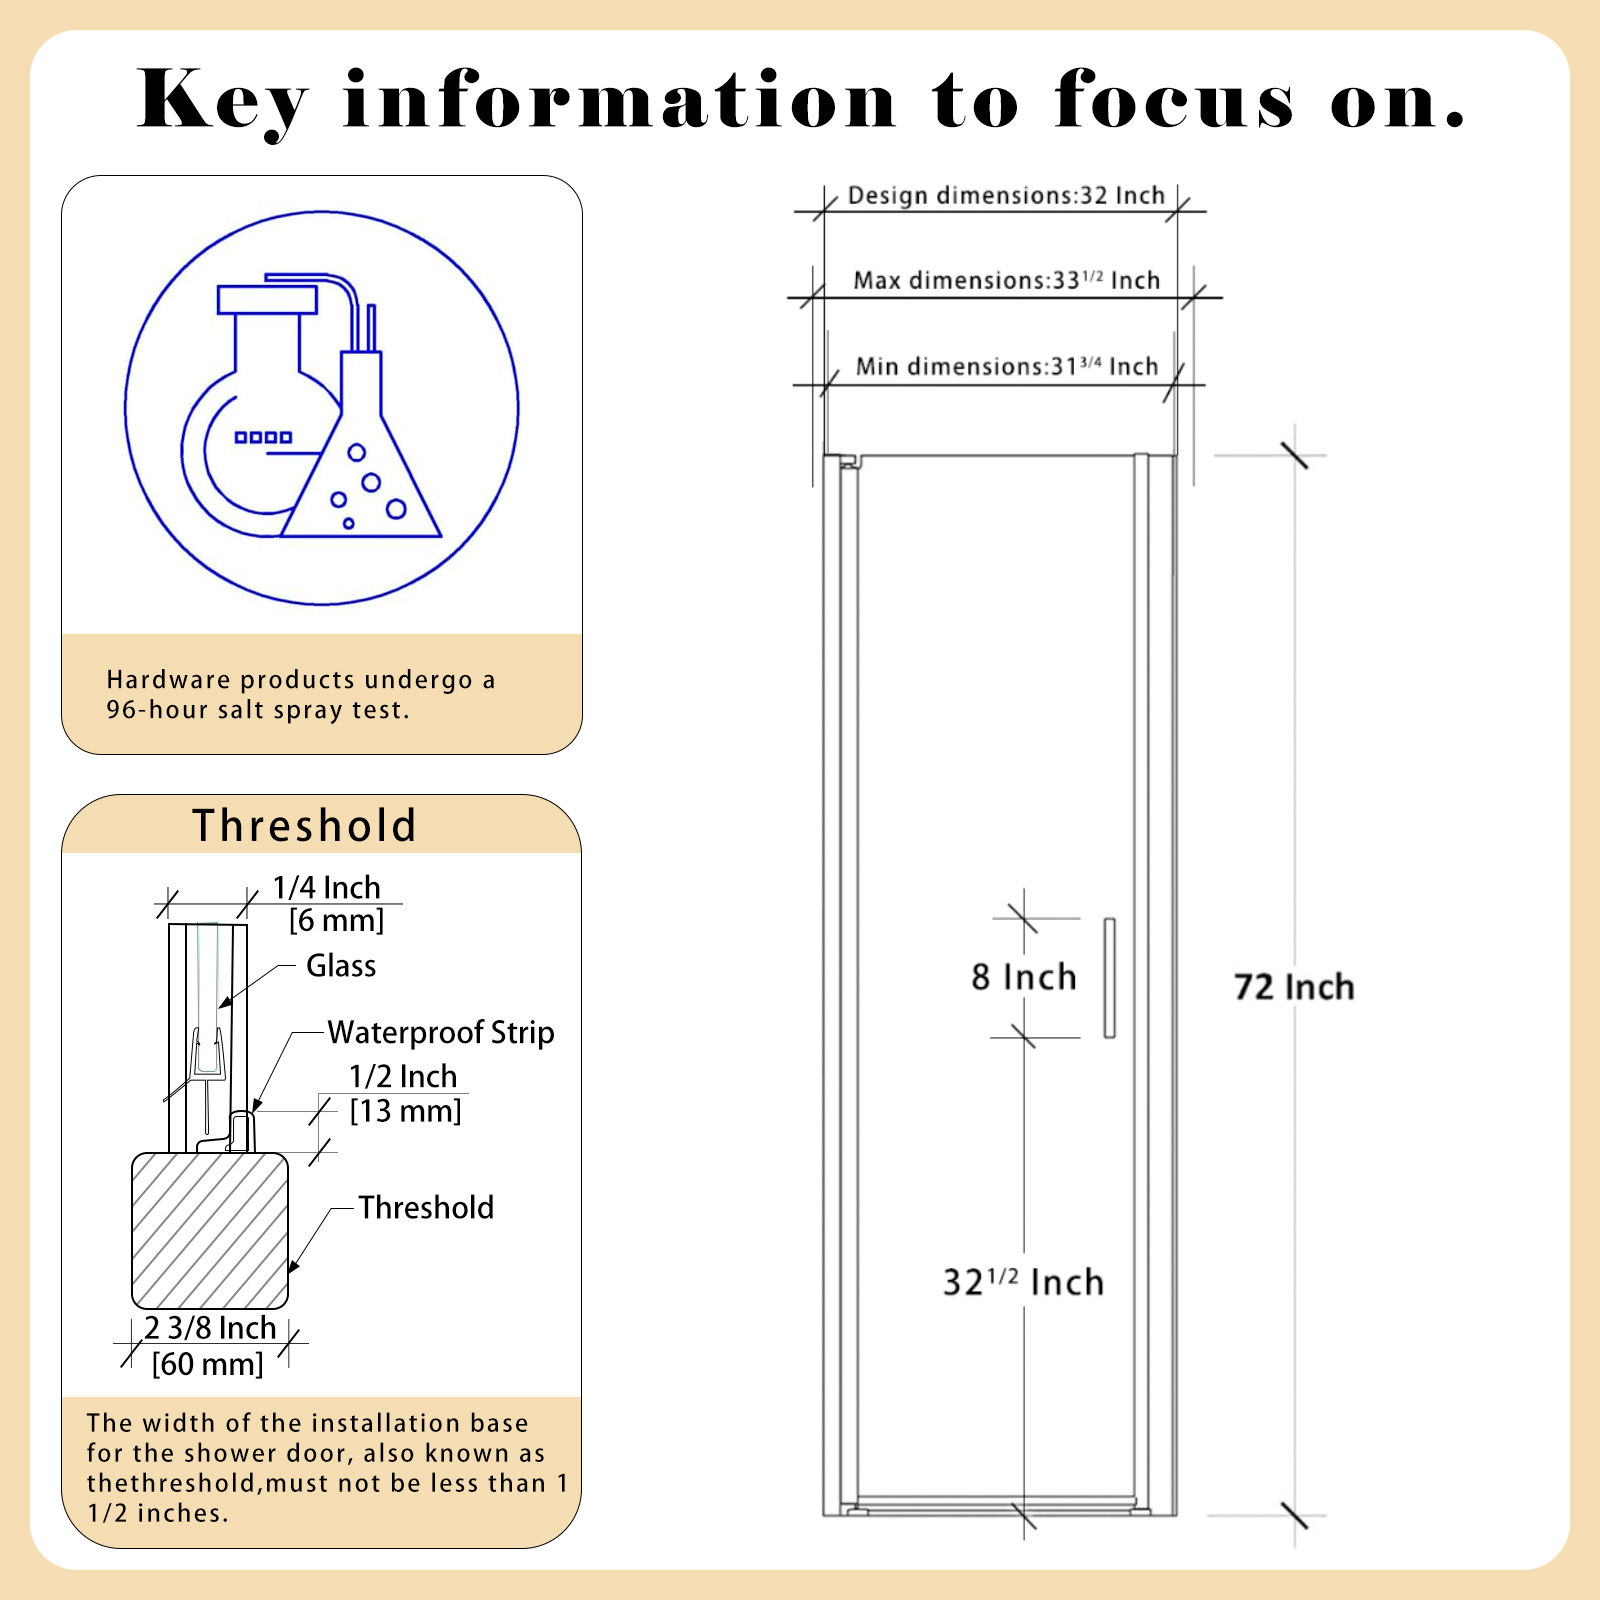 Key information to focus on.
Hardware products undergo a
96-hour salt spray test.
Threshold
1/4 Inch
[6 mm]
Glass
Waterproof Strip
1/2 Inch
[13 mm]
Threshold
2 3/8 Inch
[60 mm]
The width of the installation base
for the shower door, also known as
thethreshold,must not be less than 1
1/2 inches.
Design dimensions:32 Inch
Max dimensions:33 1/2 Inch
Min dimensions:31 3/4 Inch
8 Inch
72 Inch
32 1/2 Inch